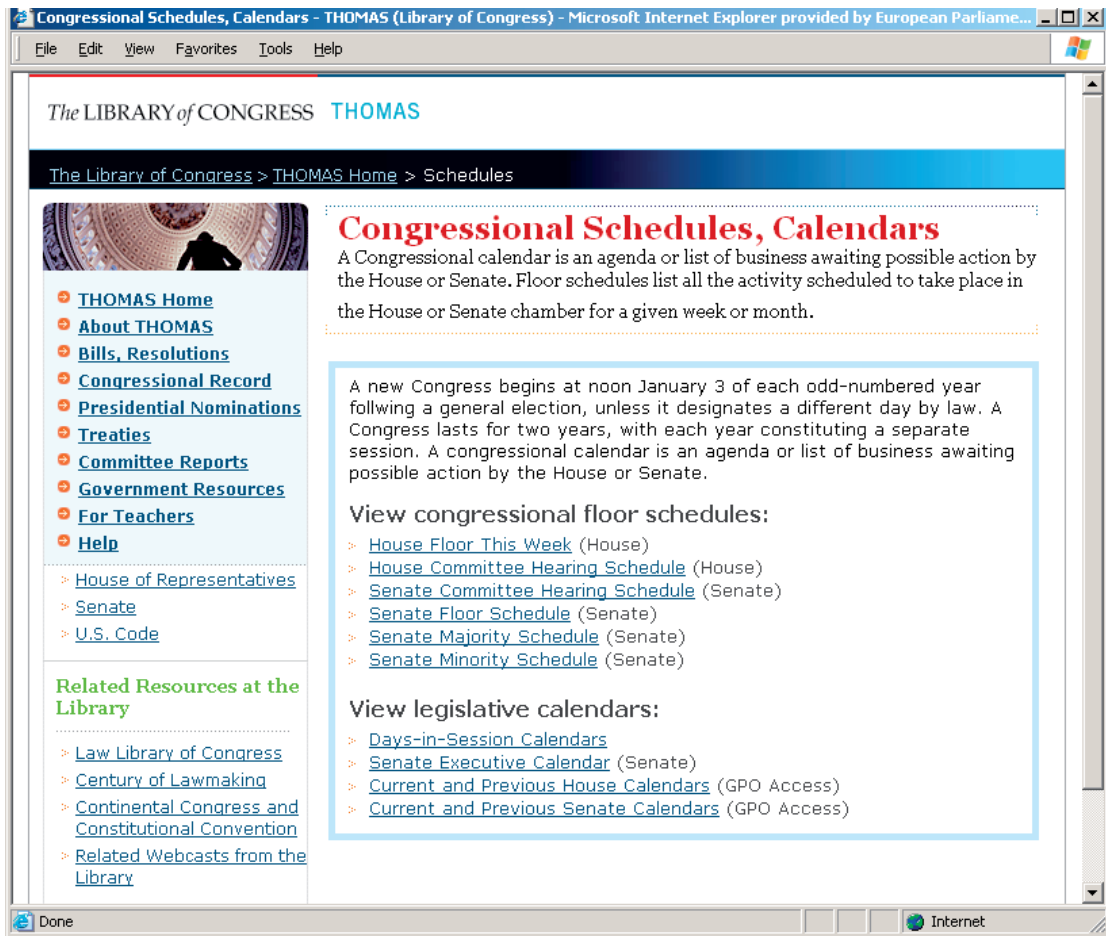 Congressional Schedules, Calendars - THOMAS (Library of Congress) - Microsoft Internet Explorer provided by European Parliame...
File Edit View Favorites Tools Help
The LIBRARY of CONGRESS THOMAS
The Library of Congress > THOMAS Home > Schedules
THOMAS Home
About THOMAS
Bills, Resolutions
Congressional Record
Presidential Nominations
Treaties
Committee Reports
Government Resources
For Teachers
Help
> House of Representatives
> Senate
> U.S. Code
Related Resources at the
Library
> Law Library of Congress
> Century of Lawmaking
> Continental Congress and
Constitutional Convention
> Related Webcasts from the
Library
Congressional Schedules, Calendars
A Congressional calendar is an agenda or list of business awaiting possible action by
the House or Senate. Floor schedules list all the activity scheduled to take place in
the House or Senate chamber for a given week or month.
A new Congress begins at noon January 3 of each odd-numbered year
follwing a general election, unless it designates a different day by law. A
Congress lasts for two years, with each year constituting a separate
session. A congressional calendar is an agenda or list of business awaiting
possible action by the House or Senate.
View congressional floor schedules:
> House Floor This Week (House)
> House Committee Hearing Schedule (House)
> Senate Committee Hearing Schedule (Senate)
> Senate Floor Schedule (Senate)
> Senate Majority Schedule (Senate)
> Senate Minority Schedule (Senate)
View legislative calendars:
> Days-in-Session Calendars
> Senate Executive Calendar (Senate)
> Current and Previous House Calendars (GPO Access)
> Current and Previous Senate Calendars (GPO Access)
Done
Internet